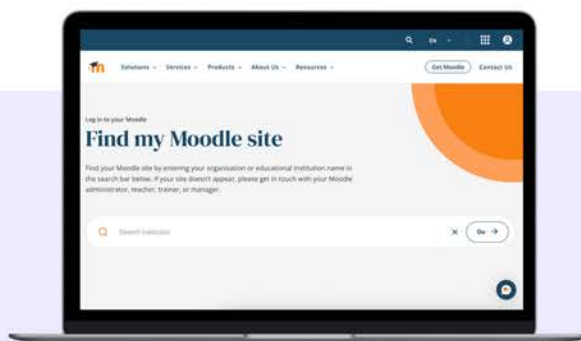 EN
Solutions Services Products About Us Resources Get Moodle Contact Us
Log in to your Moodle
Find my Moodle site
Find your Moodle site by entering your organisation or educational institution name in
the search bar below. If your site doesn't appear, please get in touch with your Moodle
administrator, teacher, trainer, or manager.
Search
Go